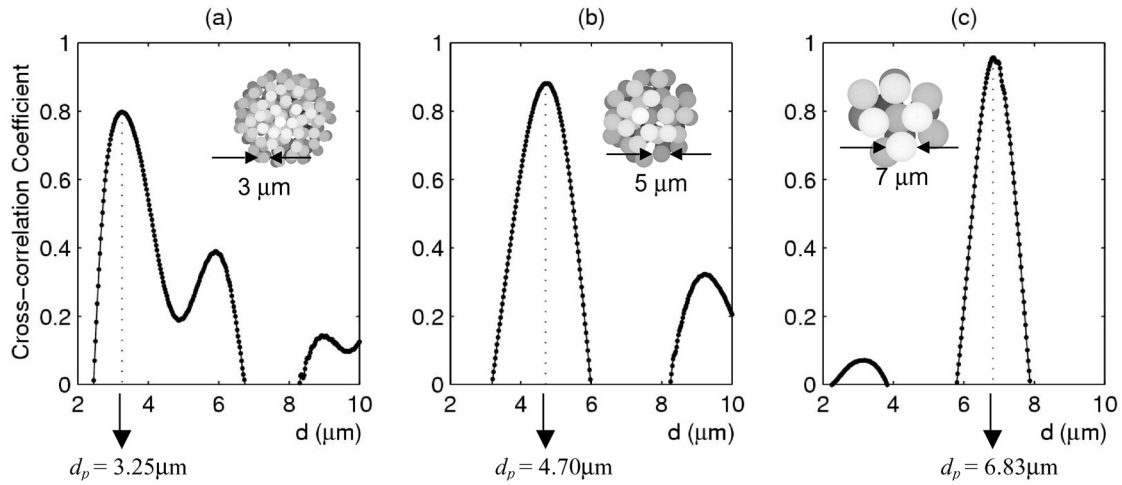 (a)
(b)
(c)
Cross-correlation Coefficient
1
0.8
0.6
0.4
0.2
0
2
4
6
8
10
d (μm)
3 μm
d_p = 3.25μm
1
0.8
0.6
0.4
0.2
0
2
4
6
8
10
d (μm)
5 μm
d_p = 4.70μm
1
0.8
0.6
0.4
0.2
0
2
4
6
8
10
d (μm)
7 μm
d_p = 6.83μm